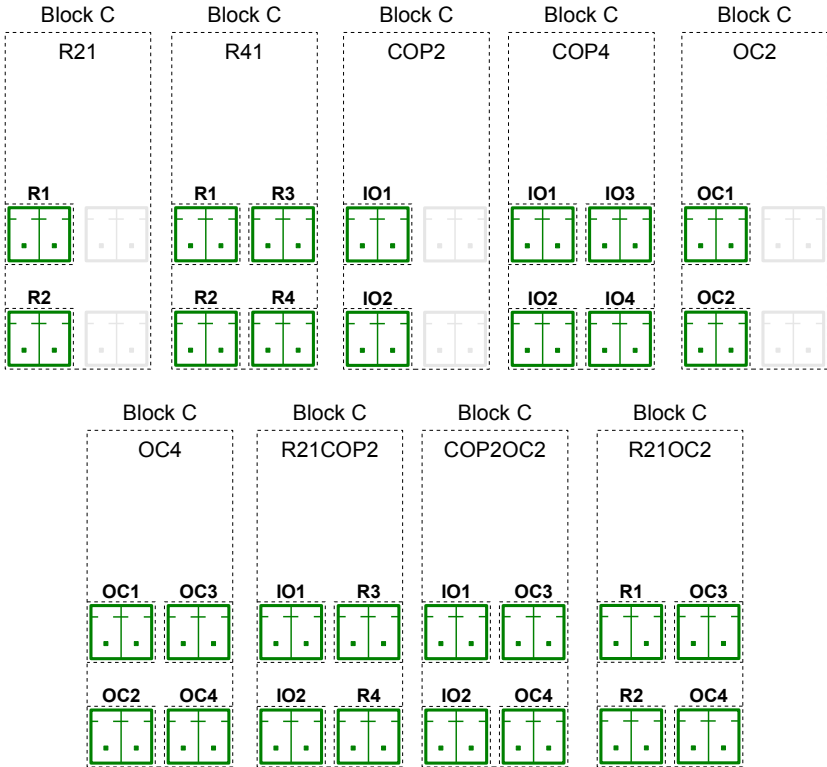 Block C Block C Block C Block C Block C
R21 R41 COP2 COP4 OC2
R1 R1 R3 IO1 IO1 IO3 OC1
R2 R2 R4 IO2 IO2 IO4 OC2
Block C Block C Block C Block C
OC4 R21COP2 COP2OC2 R21OC2
OC1 OC3 IO1 R3 IO1 OC3 R1 OC3
OC2 OC4 IO2 R4 IO2 OC4 R2 OC4